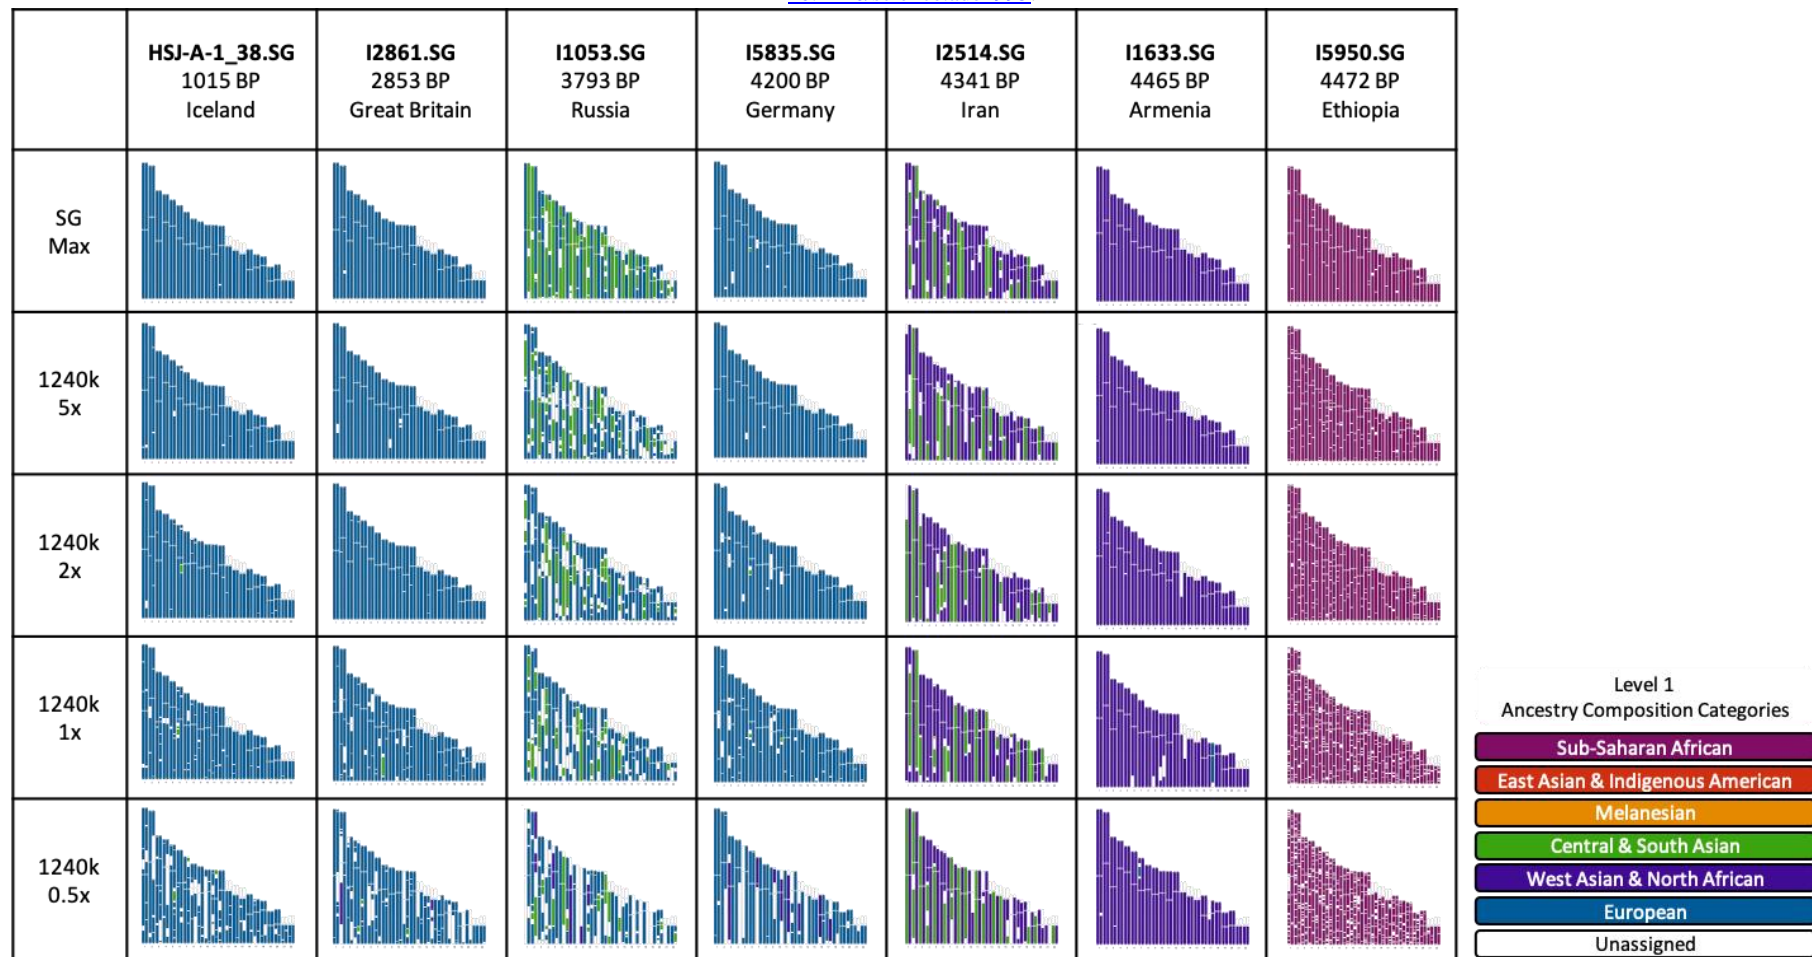 HSJ-A-1_38.SG
1015 BP
Iceland
I2861.SG
2853 BP
Great Britain
I1053.SG
3793 BP
Russia
I5835.SG
4200 BP
Germany
I2514.SG
4341 BP
Iran
I1633.SG
4465 BP
Armenia
I5950.SG
4472 BP
Ethiopia
SG
Max
1240k
5x
1240k
2x
1240k
1x
1240k
0.5x
Level 1
Ancestry Composition Categories
Sub-Saharan African
East Asian & Indigenous American
Melanesian
Central & South Asian
West Asian & North African
European
Unassigned